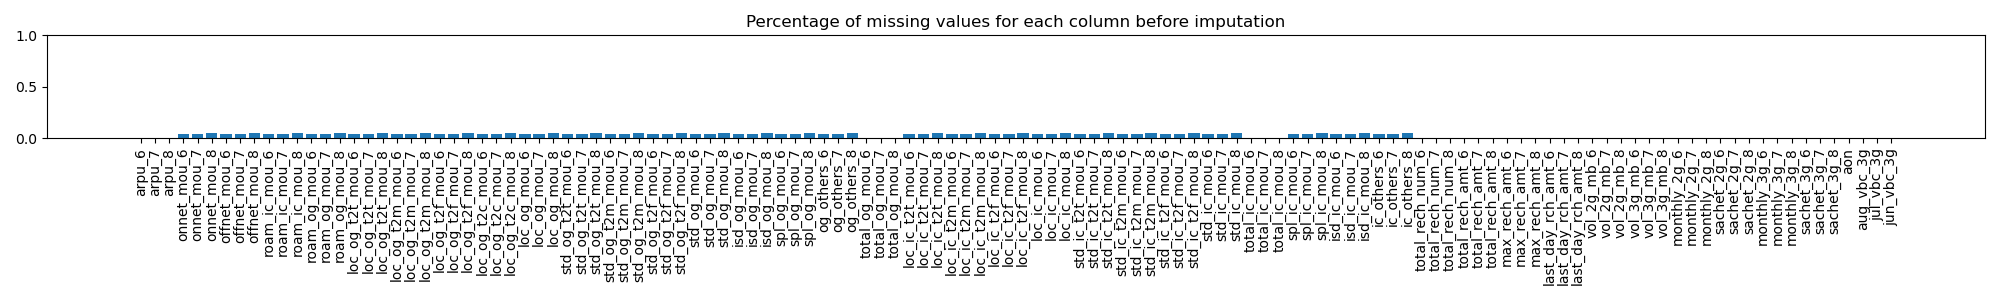 Percentage of missing values for each column before imputation
1.0
0.5
0.0
arpu_6
arpu_7
arpu_8
onnet_mou_6
onnet_mou_7
onnet_mou_8
offnet_mou_6
offnet_mou_7
offnet_mou_8
roam_ic_mou_6
roam_ic_mou_7
roam_ic_mou_8
roam_og_mou_6
roam_og_mou_7
roam_og_mou_8
loc_og_t2t_mou_6
loc_og_t2t_mou_7
loc_og_t2t_mou_8
loc_og_t2m_mou_6
loc_og_t2m_mou_7
loc_og_t2m_mou_8
loc_og_t2f_mou_6
loc_og_t2f_mou_7
loc_og_t2f_mou_8
loc_og_t2c_mou_6
loc_og_t2c_mou_7
loc_og_t2c_mou_8
loc_og_mou_6
loc_og_mou_7
loc_og_mou_8
std_og_t2t_mou_6
std_og_t2t_mou_7
std_og_t2t_mou_8
std_og_t2m_mou_6
std_og_t2m_mou_7
std_og_t2m_mou_8
std_og_t2f_mou_6
std_og_t2f_mou_7
std_og_t2f_mou_8
std_og_mou_6
std_og_mou_7
std_og_mou_8
isd_og_mou_6
isd_og_mou_7
isd_og_mou_8
spl_og_mou_6
spl_og_mou_7
spl_og_mou_8
og_others_6
og_others_7
og_others_8
total_og_mou_6
total_og_mou_7
total_og_mou_8
loc_ic_t2t_mou_6
loc_ic_t2t_mou_7
loc_ic_t2t_mou_8
loc_ic_t2m_mou_6
loc_ic_t2m_mou_7
loc_ic_t2m_mou_8
loc_ic_t2f_mou_6
loc_ic_t2f_mou_7
loc_ic_t2f_mou_8
loc_ic_mou_6
loc_ic_mou_7
loc_ic_mou_8
std_ic_t2t_mou_6
std_ic_t2t_mou_7
std_ic_t2t_mou_8
std_ic_t2m_mou_6
std_ic_t2m_mou_7
std_ic_t2m_mou_8
std_ic_t2f_mou_6
std_ic_t2f_mou_7
std_ic_t2f_mou_8
std_ic_mou_6
std_ic_mou_7
std_ic_mou_8
total_ic_mou_6
total_ic_mou_7
total_ic_mou_8
spl_ic_mou_6
spl_ic_mou_7
spl_ic_mou_8
isd_ic_mou_6
isd_ic_mou_7
isd_ic_mou_8
ic_others_6
ic_others_7
ic_others_8
total_rech_num_6
total_rech_num_7
total_rech_num_8
total_rech_amt_6
total_rech_amt_7
total_rech_amt_8
max_rech_amt_6
max_rech_amt_7
max_rech_amt_8
last_day_rch_amt_6
last_day_rch_amt_7
last_day_rch_amt_8
vol_2g_mb_6
vol_2g_mb_7
vol_2g_mb_8
vol_3g_mb_6
vol_3g_mb_7
vol_3g_mb_8
monthly_2g_6
monthly_2g_7
monthly_2g_8
sachet_2g_6
sachet_2g_7
sachet_2g_8
monthly_3g_6
monthly_3g_7
monthly_3g_8
sachet_3g_6
sachet_3g_7
sachet_3g_8
aon
aug_vbc_3g
jul_vbc_3g
jun_vbc_3g